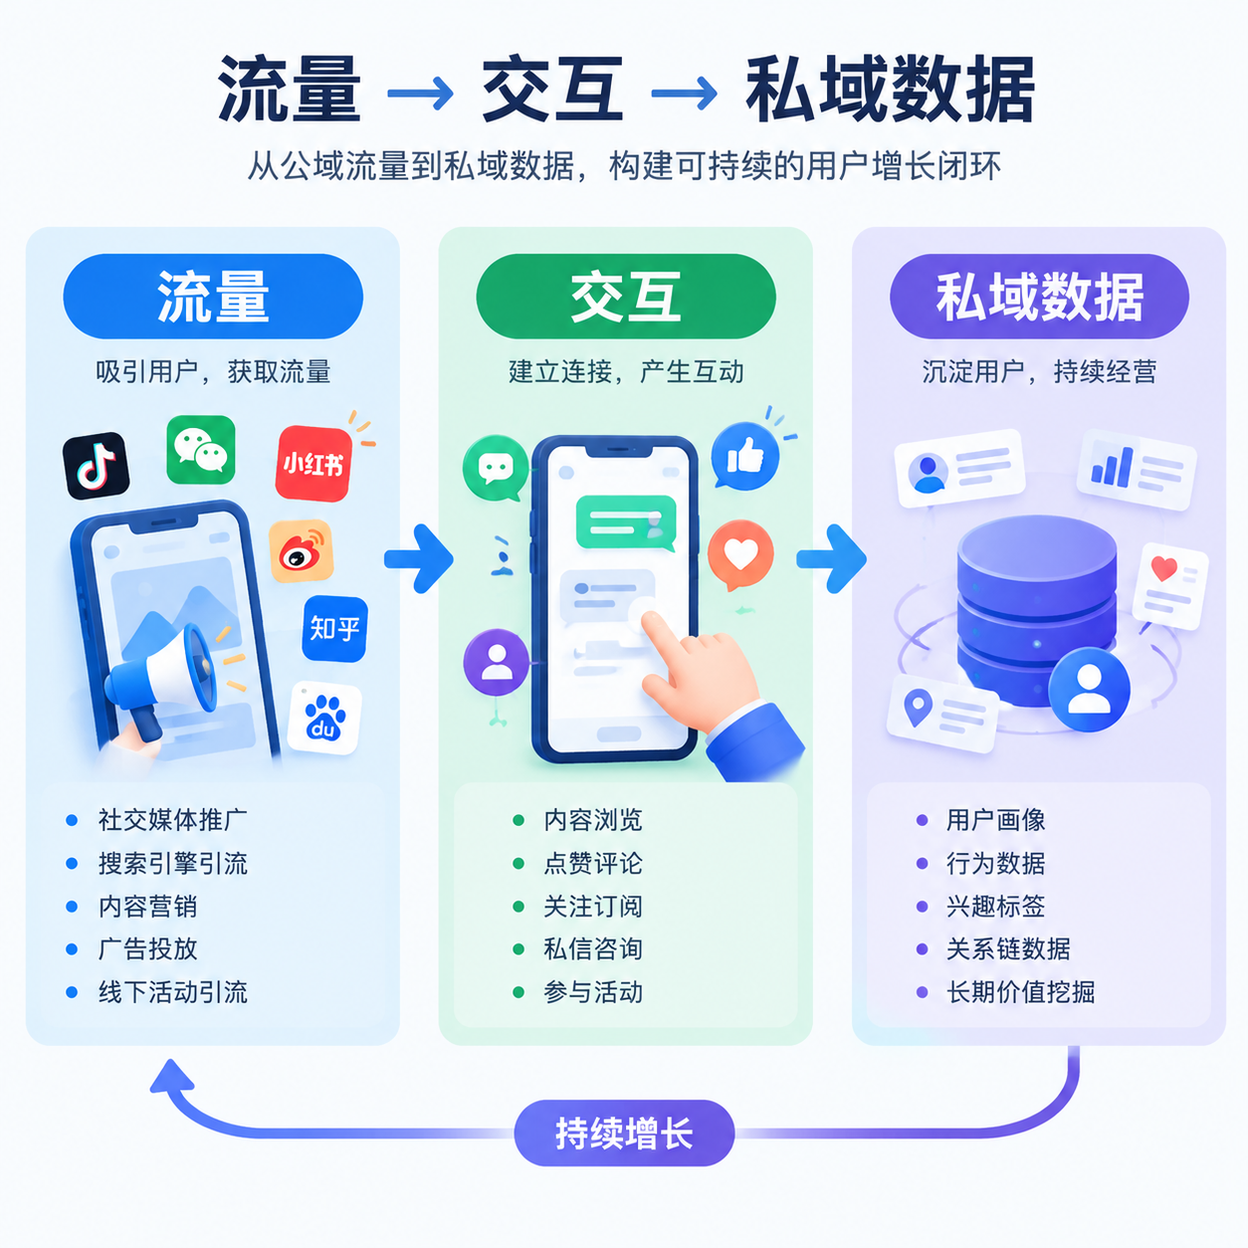 流量 → 交互 → 私域数据
从公域流量到私域数据，构建可持续的用户增长闭环
流量
吸引用户，获取流量
小红书
知乎
du
社交媒体推广
搜索引擎引流
内容营销
广告投放
线下活动引流
交互
建立连接，产生互动
内容浏览
点赞评论
关注订阅
私信咨询
参与活动
私域数据
沉淀用户，持续经营
用户画像
行为数据
兴趣标签
关系链数据
长期价值挖掘
持续增长